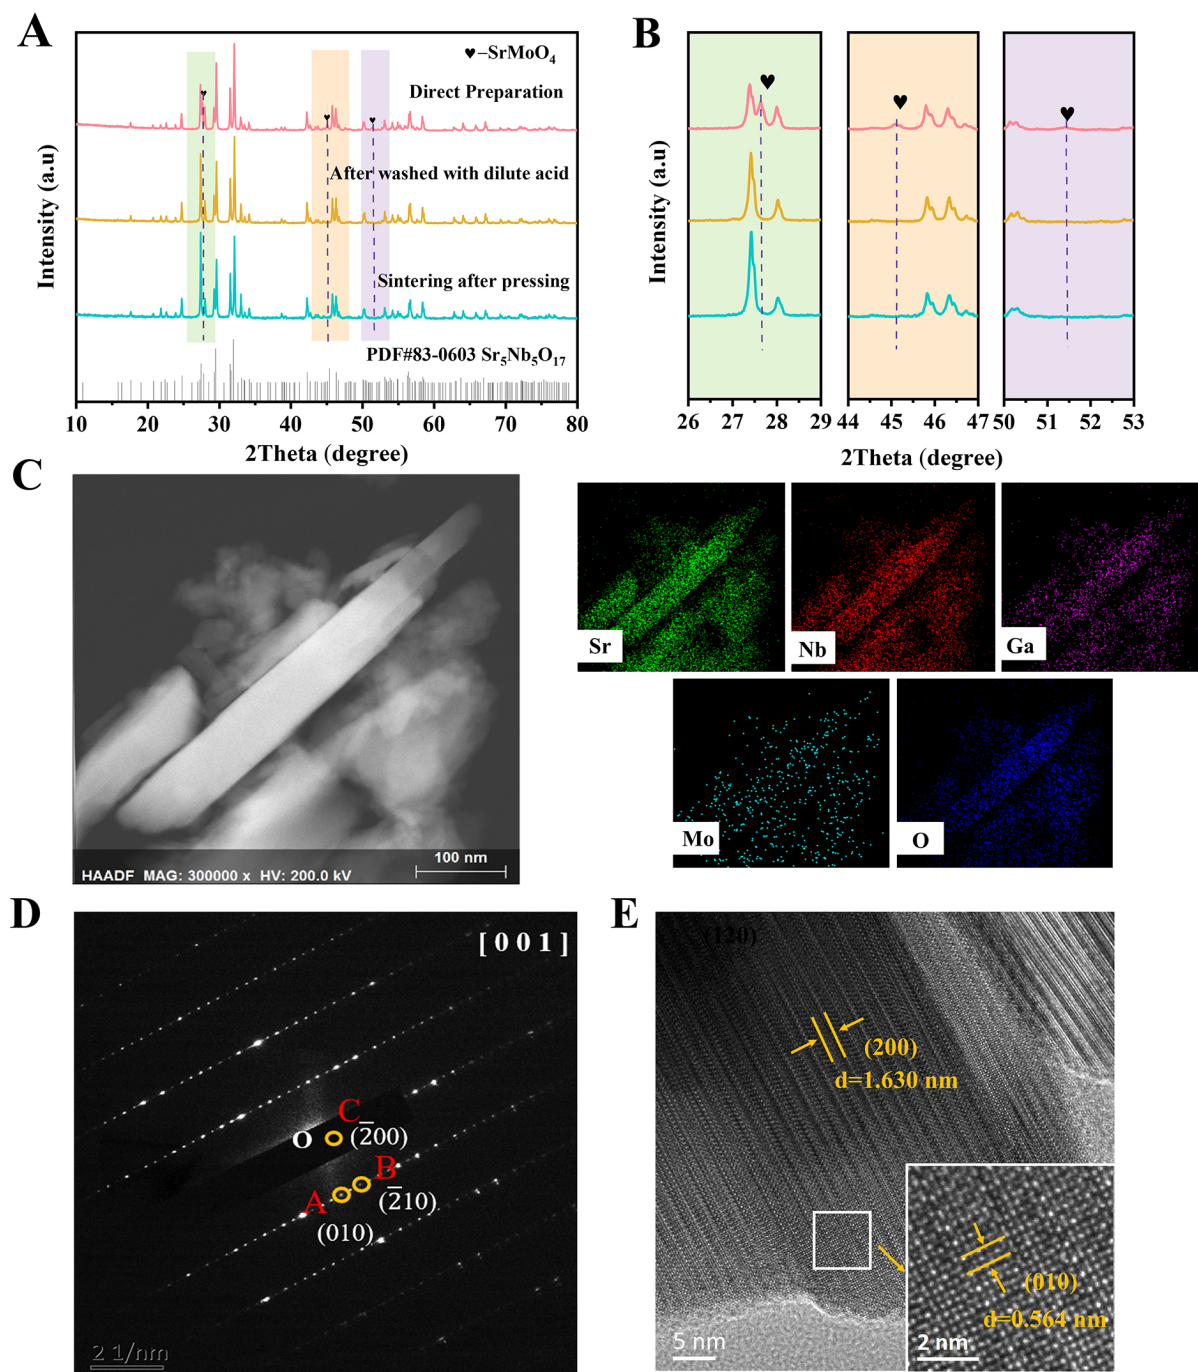 A
♥–SrMoO₄
Direct Preparation
After washed with dilute acid
Sintering after pressing
PDF#83-0603 Sr₅Nb₅O₁₇
Intensity (a.u)
10 20 30 40 50 60 70 80
2Theta (degree)
B
Intensity (a.u)
26 27 28 29
44 45 46 47
50 51 52 53
2Theta (degree)
C
HAADF MAG: 300000 x HV: 200.0 kV
100 nm
Sr
Nb
Ga
Mo
O
D
[ 0 0 1 ]
C
O
(2̅00)
B
A
(2̅10)
(010)
2 1/nm
E
(120)
(200)
d=1.630 nm
(010)
d=0.564 nm
5 nm
2 nm